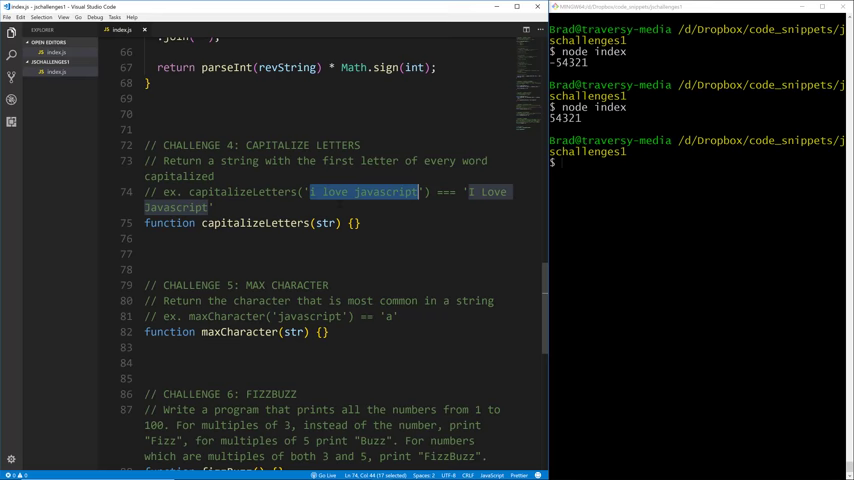 index.js - jschallenges1 - Visual Studio Code
File Edit Selection View Go Debug Tasks Help
EXPLORER
OPEN EDITORS
index.js
JSCHALLENGES1
index.js
index.js
66 .join('');
67 return parseInt(revString) * Math.sign(int);
68 }
69
70
71
72 // CHALLENGE 4: CAPITALIZE LETTERS
73 // Return a string with the first letter of every word
capitalized
74 // ex. capitalizeLetters('i love javascript') === 'I Love
Javascript'
75 function capitalizeLetters(str) {}
76
77
78
79 // CHALLENGE 5: MAX CHARACTER
80 // Return the character that is most common in a string
81 // ex. maxCharacter('javascript') == 'a'
82 function maxCharacter(str) {}
83
84
85
86 // CHALLENGE 6: FIZZBUZZ
87 // Write a program that prints all the numbers from 1 to
100. For multiples of 3, instead of the number, print
"Fizz", for multiples of 5 print "Buzz". For numbers
which are multiples of both 3 and 5, print "FizzBuzz".
function fizzBuzz() {}
0 0
Go Live Ln 74, Col 44 (17 selected) Spaces: 2 UTF-8 CRLF JavaScript Prettier
MINGW64:/d/Dropbox/code_snippets/jschallenges1
Brad@traversy-media /d/Dropbox/code_snippets/j
schallenges1
$ node index
-54321
Brad@traversy-media /d/Dropbox/code_snippets/j
schallenges1
$ node index
54321
Brad@traversy-media /d/Dropbox/code_snippets/j
schallenges1
$